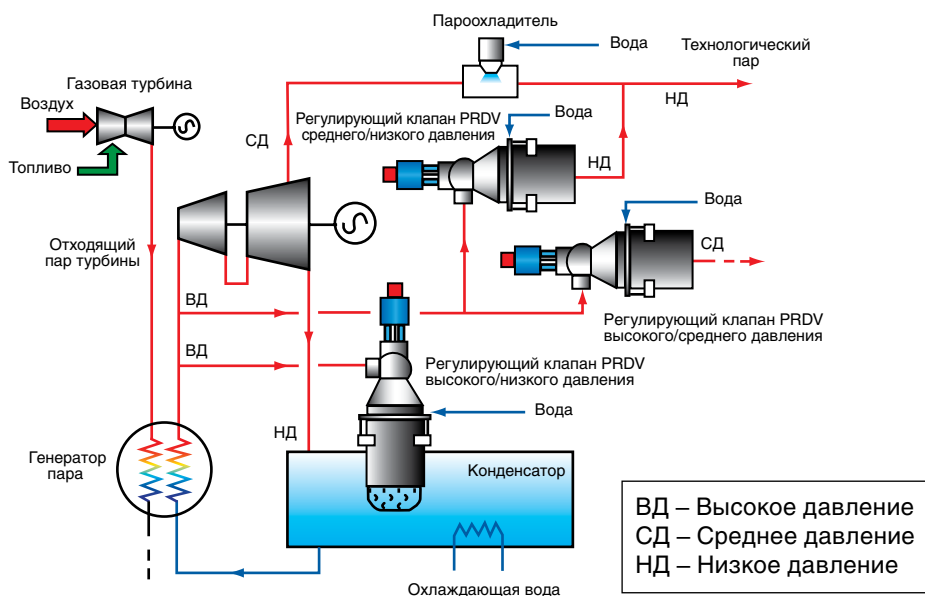 Пароохладитель
Вода
Технологический
пар
НД
Газовая турбина
Воздух
Топливо
СД
Регулирующий клапан PRDV
среднего/низкого давления
Вода
НД
Вода
СД
Отходящий
пар турбины
ВД
Регулирующий клапан PRDV
высокого/среднего давления
ВД
Регулирующий клапан PRDV
высокого/низкого давления
Вода
НД
Генератор
пара
Конденсатор
Охлаждающая вода
ВД – Высокое давление
СД – Среднее давление
НД – Низкое давление